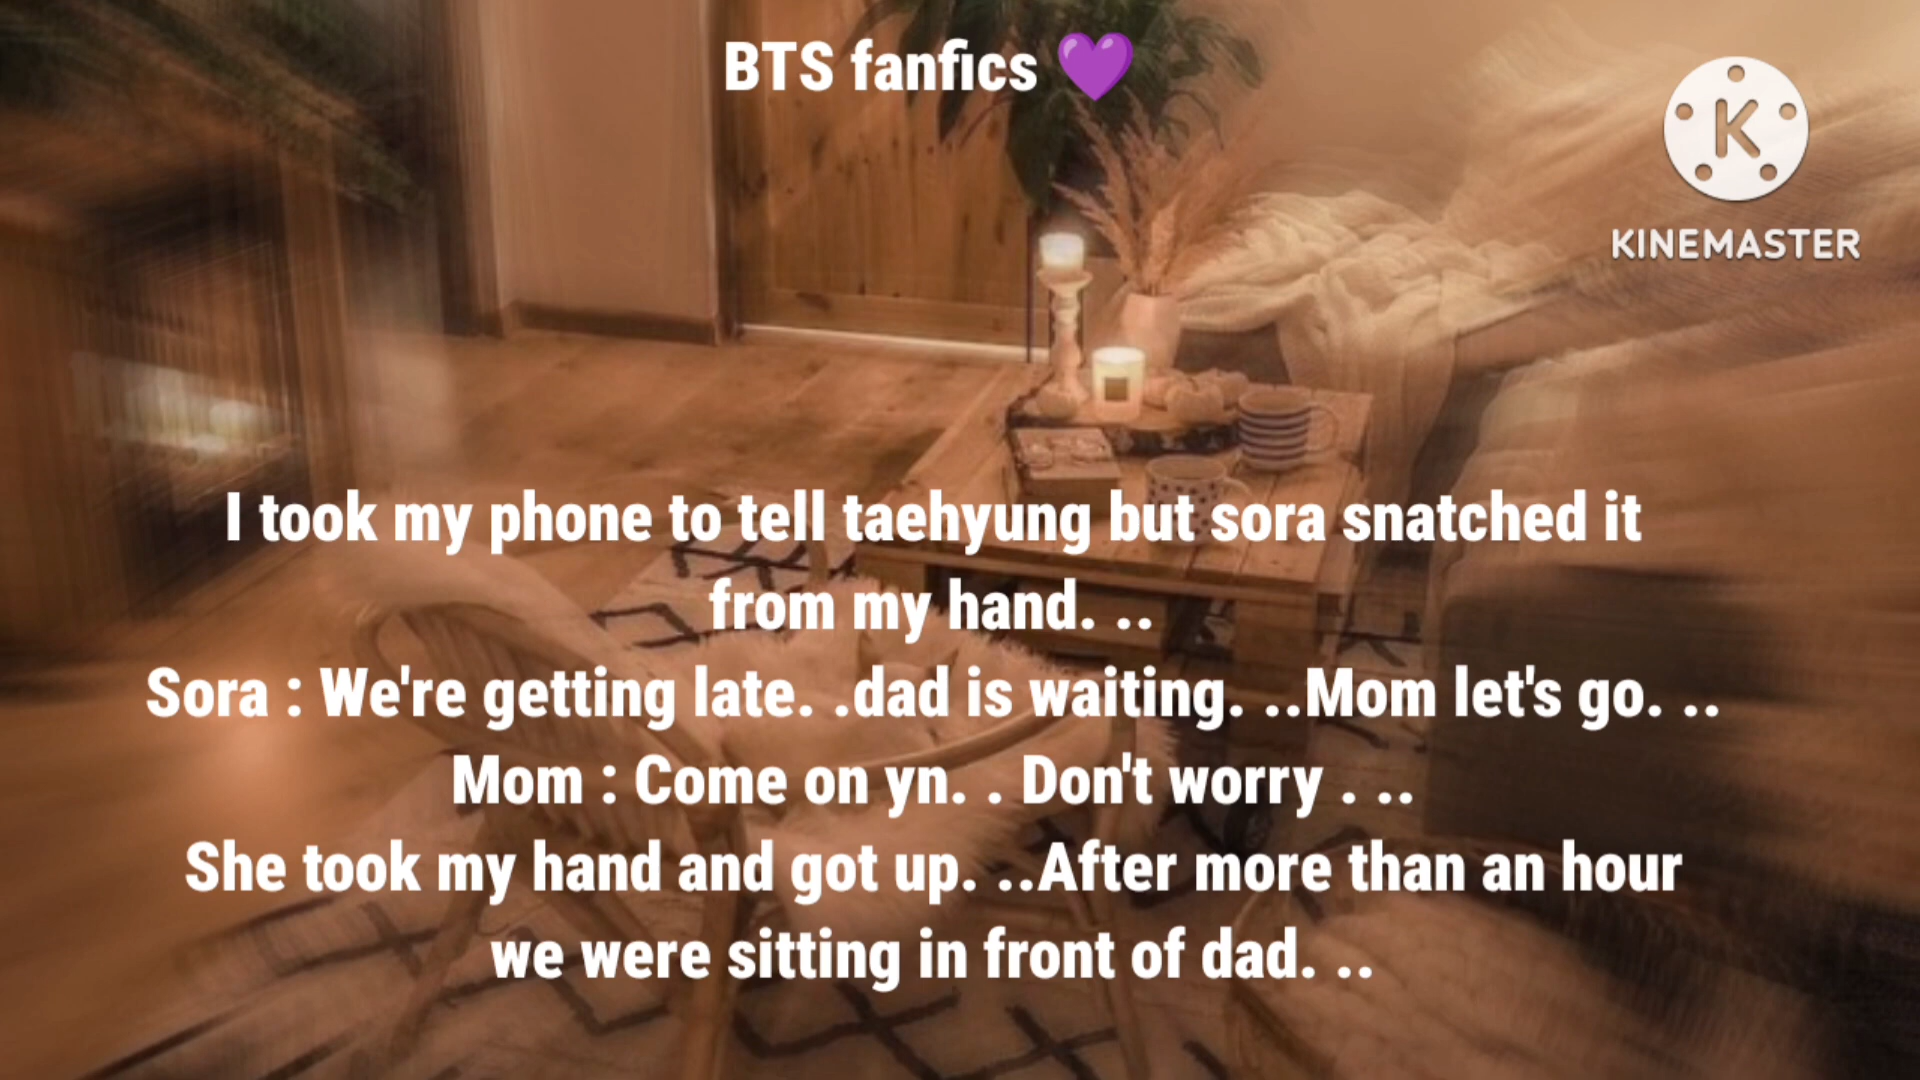 BTS fanfics 💜
K
KINEMASTER
I took my phone to tell taehyung but sora snatched it
from my hand. ..
Sora : We're getting late. .dad is waiting. ..Mom let's go. ..
Mom : Come on yn. . Don't worry . ..
She took my hand and got up. ..After more than an hour
we were sitting in front of dad. ..